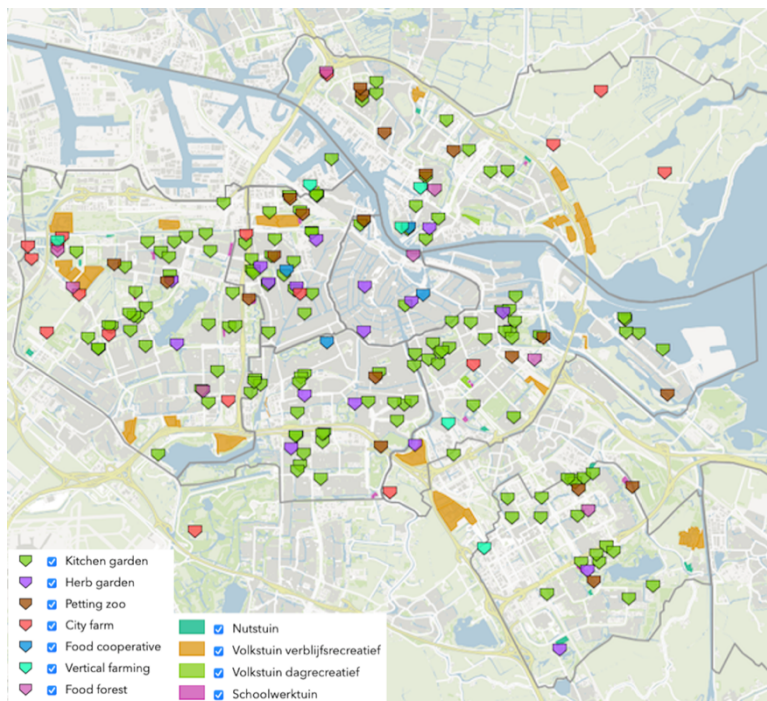 Kitchen garden
Herb garden
Petting zoo
City farm
Food cooperative
Vertical farming
Food forest
Nutstuin
Volkstuin verblijfsrecreatief
Volkstuin dagrecreatief
Schoolwerktuin